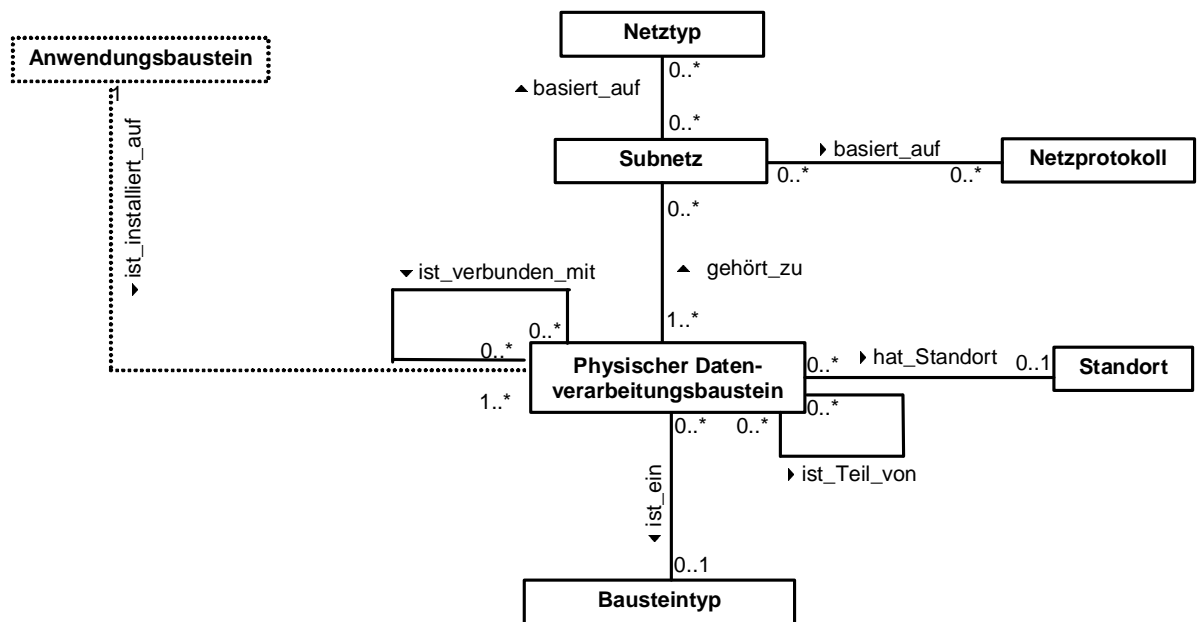 Netztyp
Anwendungsbaustein
0..*
1
basiert_auf
0..*
Subnetz
basiert_auf
Netzprotokoll
0..*
0..*
0..*
ist_installiert_auf
ist_verbunden_mit
gehört_zu
0..*
1..*
0..*
Physischer Daten-
verarbeitungsbaustein
0..*
hat_Standort
0..1
Standort
1..*
0..*
0..*
0..*
ist_Teil_von
ist_ein
0..1
Bausteintyp